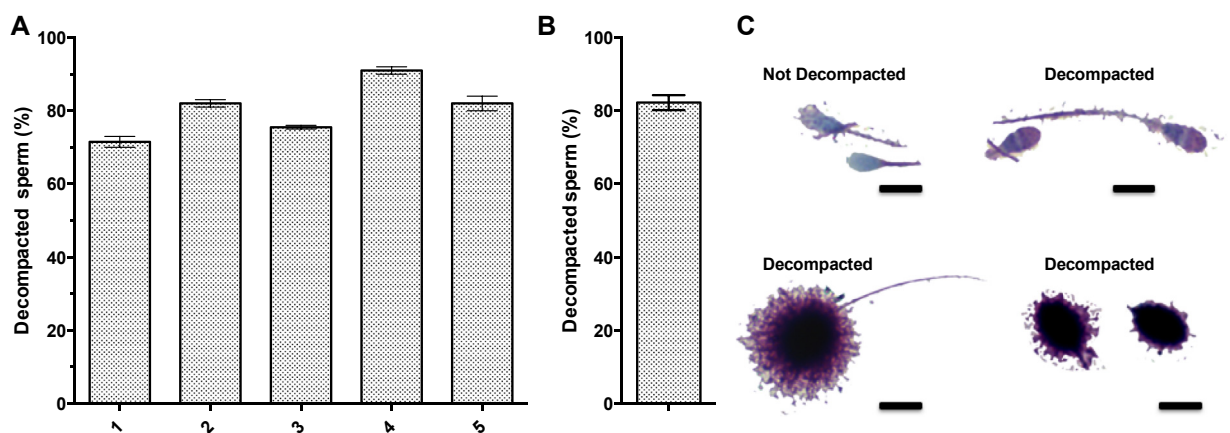 A
Decompacted sperm (%)
100
80
60
40
20
0
1
2
3
4
5
B
Decompacted sperm (%)
100
80
60
40
20
0
C
Not Decompacted
Decompacted
Decompacted
Decompacted